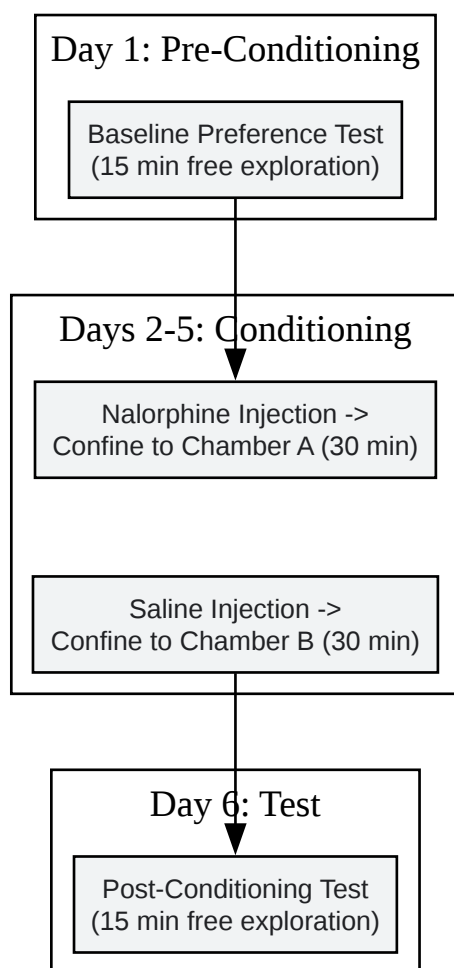 Day 1: Pre-Conditioning
Baseline Preference Test
(15 min free exploration)
Days 2-5: Conditioning
Nalorphine Injection ->
Confine to Chamber A (30 min)
Saline Injection ->
Confine to Chamber B (30 min)
Day 6: Test
Post-Conditioning Test
(15 min free exploration)